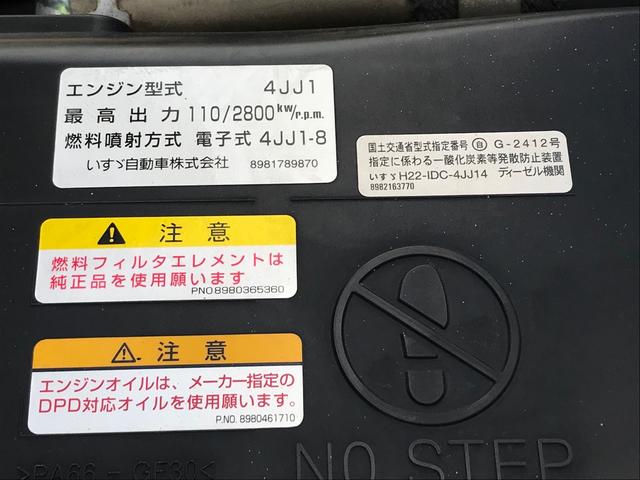 エンジン型式 4JJ1
最高出力 110/2800kw/r.p.m.
燃料噴射方式 電子式 4JJ1-8
いすゞ自動車株式会社 8981789870
国土交通省型式指定番号 自 G-2412号
指定に係わる一酸化炭素等発散防止装置
いすゞH22-IDC-4JJ14 ディーゼル機関
8982163770
注意
燃料フィルタエレメントは
純正品を使用願います
PNO8980365360
注意
エンジンオイルは、メーカー指定の
DPD対応オイルを使用願います。
P.NO. 8980461710
>PA66-GF30<
NO STEP